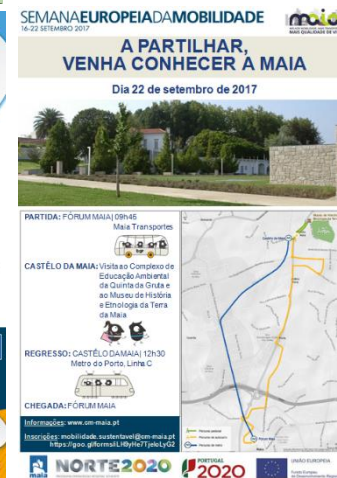 SEMANAEUROPEIADAMOBILIDADE
16-22 SETEMBRO 2017
A PARTILHAR,
VENHA CONHECER A MAIA
Dia 22 de setembro de 2017
PARTIDA: FÓRUM MAIA| 09h45
Maia Transportes
CASTÊLO DA MAIA: Visita ao Complexo de
Educação Ambiental
da Quinta da Gruta e
ao Museu de História
e Etnologia da Terra
da Maia
REGRESSO: CASTÊLO DA MAIA| 12h30
Metro do Porto, Linha C
CHEGADA: FÓRUM MAIA
Informações: www.cm-maia.pt
Inscrições: mobilidade.sustentavel@cm-maia.pt
maia
NORTE2020
PORTUGAL
2020
UNIÃO EUROPEIA